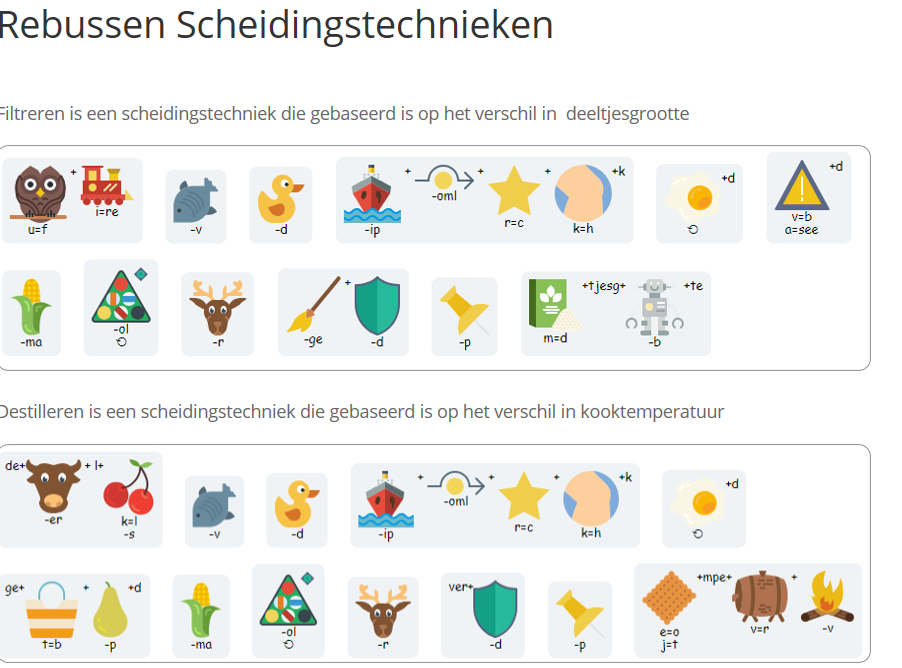 Rebussen Scheidingstechnieken
Filtreren is een scheidingstechniek die gebaseerd is op het verschil in deeltjesgrootte
+ + + + +k +d +d
-oml
i=re r=c v=b
u=f -v -d -ip k=h a=see
+ +tjesg+ +te
-ol
-ma -r -ge -d -p m=d -b
Destilleren is een scheidingstechniek die gebaseerd is op het verschil in kooktemperatuur
de+ + l+ + + + +k +d
-oml
-er k=l r=c
-s -v -d -ip k=h
ge+ + +d ver+ +mpe+ +
-ol e=o v=r -v
t=b -p -ma -r -d -p j=t